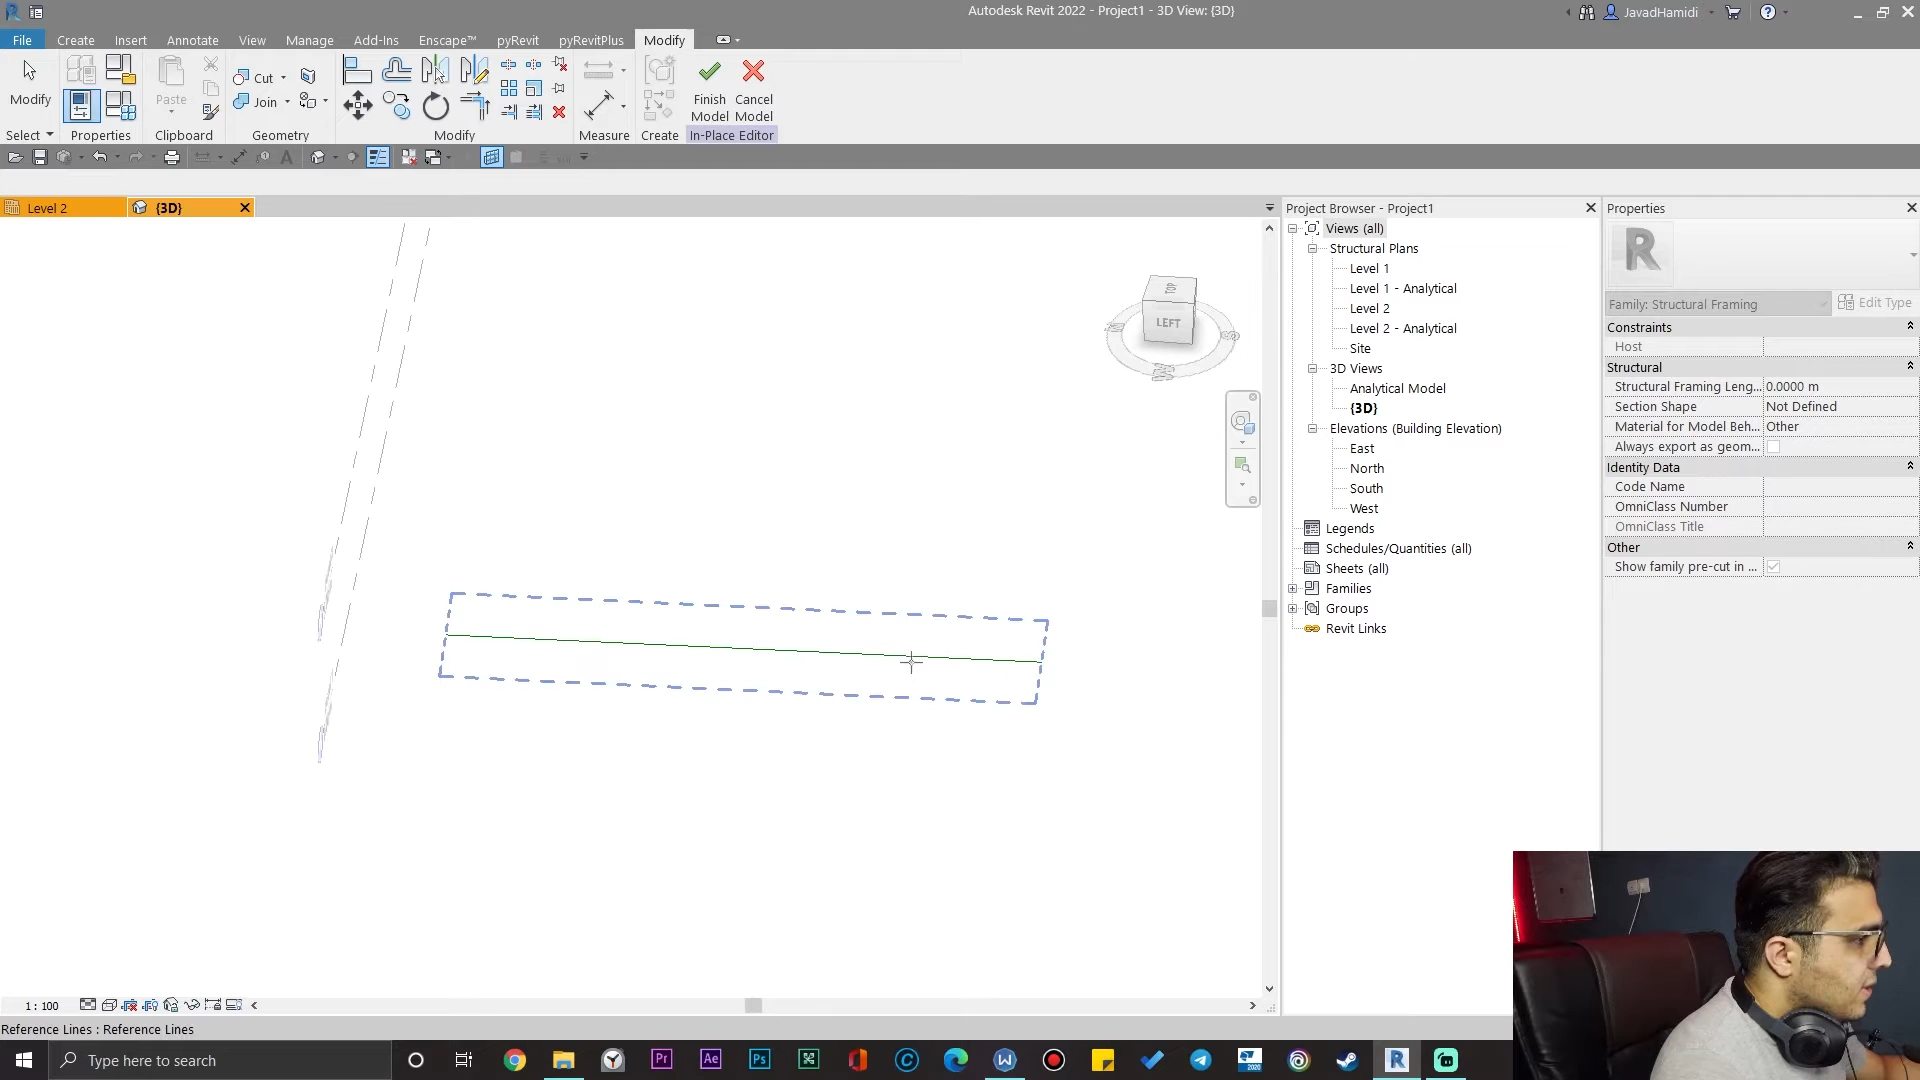 Autodesk Revit 2022 - Project1 - 3D View: {3D}
JavadHamidi
File Create Insert Annotate View Manage Add-Ins Enscape™ pyRevit pyRevitPlus Modify
Modify
Paste
Cut
Join
Finish Model
Cancel Model
Select Properties Clipboard Geometry Modify Measure Create In-Place Editor
Level 2
{3D}
TOP
LEFT
Project Browser - Project1
Views (all)
Structural Plans
Level 1
Level 1 - Analytical
Level 2
Level 2 - Analytical
Site
3D Views
Analytical Model
{3D}
Elevations (Building Elevation)
East
North
South
West
Legends
Schedules/Quantities (all)
Sheets (all)
Families
Groups
Revit Links
Properties
Family: Structural Framing
Edit Type
Constraints
Host
Structural
Structural Framing Leng... 0.0000 m
Section Shape Not Defined
Material for Model Beh... Other
Always export as geom...
Identity Data
Code Name
OmniClass Number
OmniClass Title
Other
Show family pre-cut in ...
1 : 100
Reference Lines : Reference Lines
Type here to search
Pr Ae Ps
2020
R